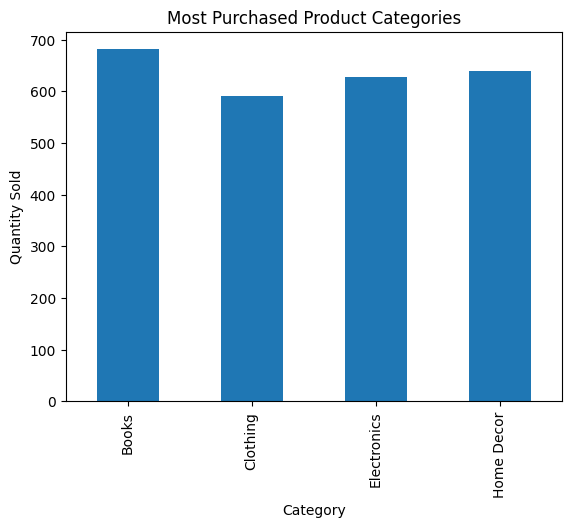 Most Purchased Product Categories
Quantity Sold
700
600
500
400
300
200
100
0
Books
Clothing
Electronics
Home Decor
Category